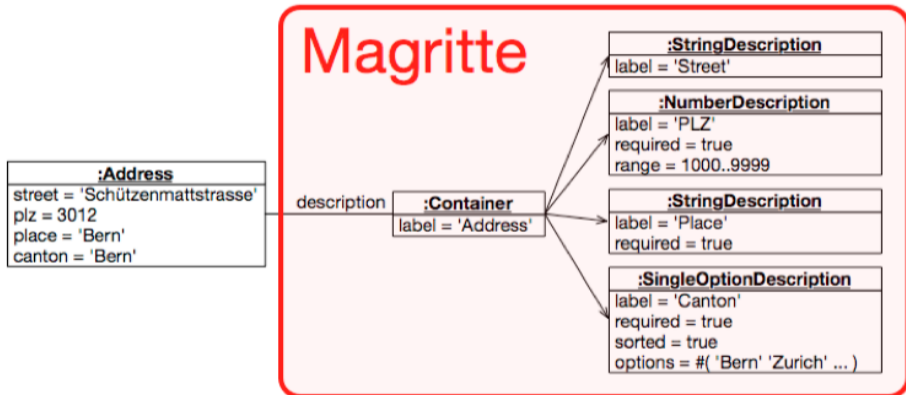 Magritte
:Address
street = 'Schützenmattstrasse'
plz = 3012
place = 'Bern'
canton = 'Bern'
description
:Container
label = 'Address'
:StringDescription
label = 'Street'
:NumberDescription
label = 'PLZ'
required = true
range = 1000..9999
:StringDescription
label = 'Place'
required = true
:SingleOptionDescription
label = 'Canton'
required = true
sorted = true
options = #( 'Bern' 'Zurich' ... )